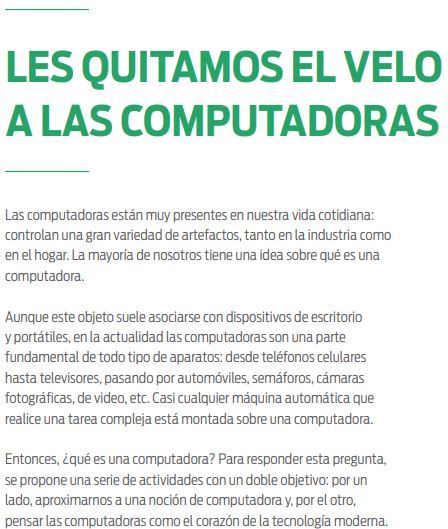 LES QUITAMOS EL VELO
A LAS COMPUTADORAS
Las computadoras están muy presentes en nuestra vida cotidiana:
controlan una gran variedad de artefactos, tanto en la industria como
en el hogar. La mayoría de nosotros tiene una idea sobre qué es una
computadora.
Aunque este objeto suele asociarse con dispositivos de escritorio
y portátiles, en la actualidad las computadoras son una parte
fundamental de todo tipo de aparatos: desde teléfonos celulares
hasta televisores, pasando por automóviles, semáforos, cámaras
fotográficas, de video, etc. Casi cualquier máquina automática que
realice una tarea compleja está montada sobre una computadora.
Entonces, ¿qué es una computadora? Para responder esta pregunta,
se propone una serie de actividades con un doble objetivo: por un
lado, aproximarnos a una noción de computadora y, por el otro,
pensar las computadoras como el corazón de la tecnología moderna.